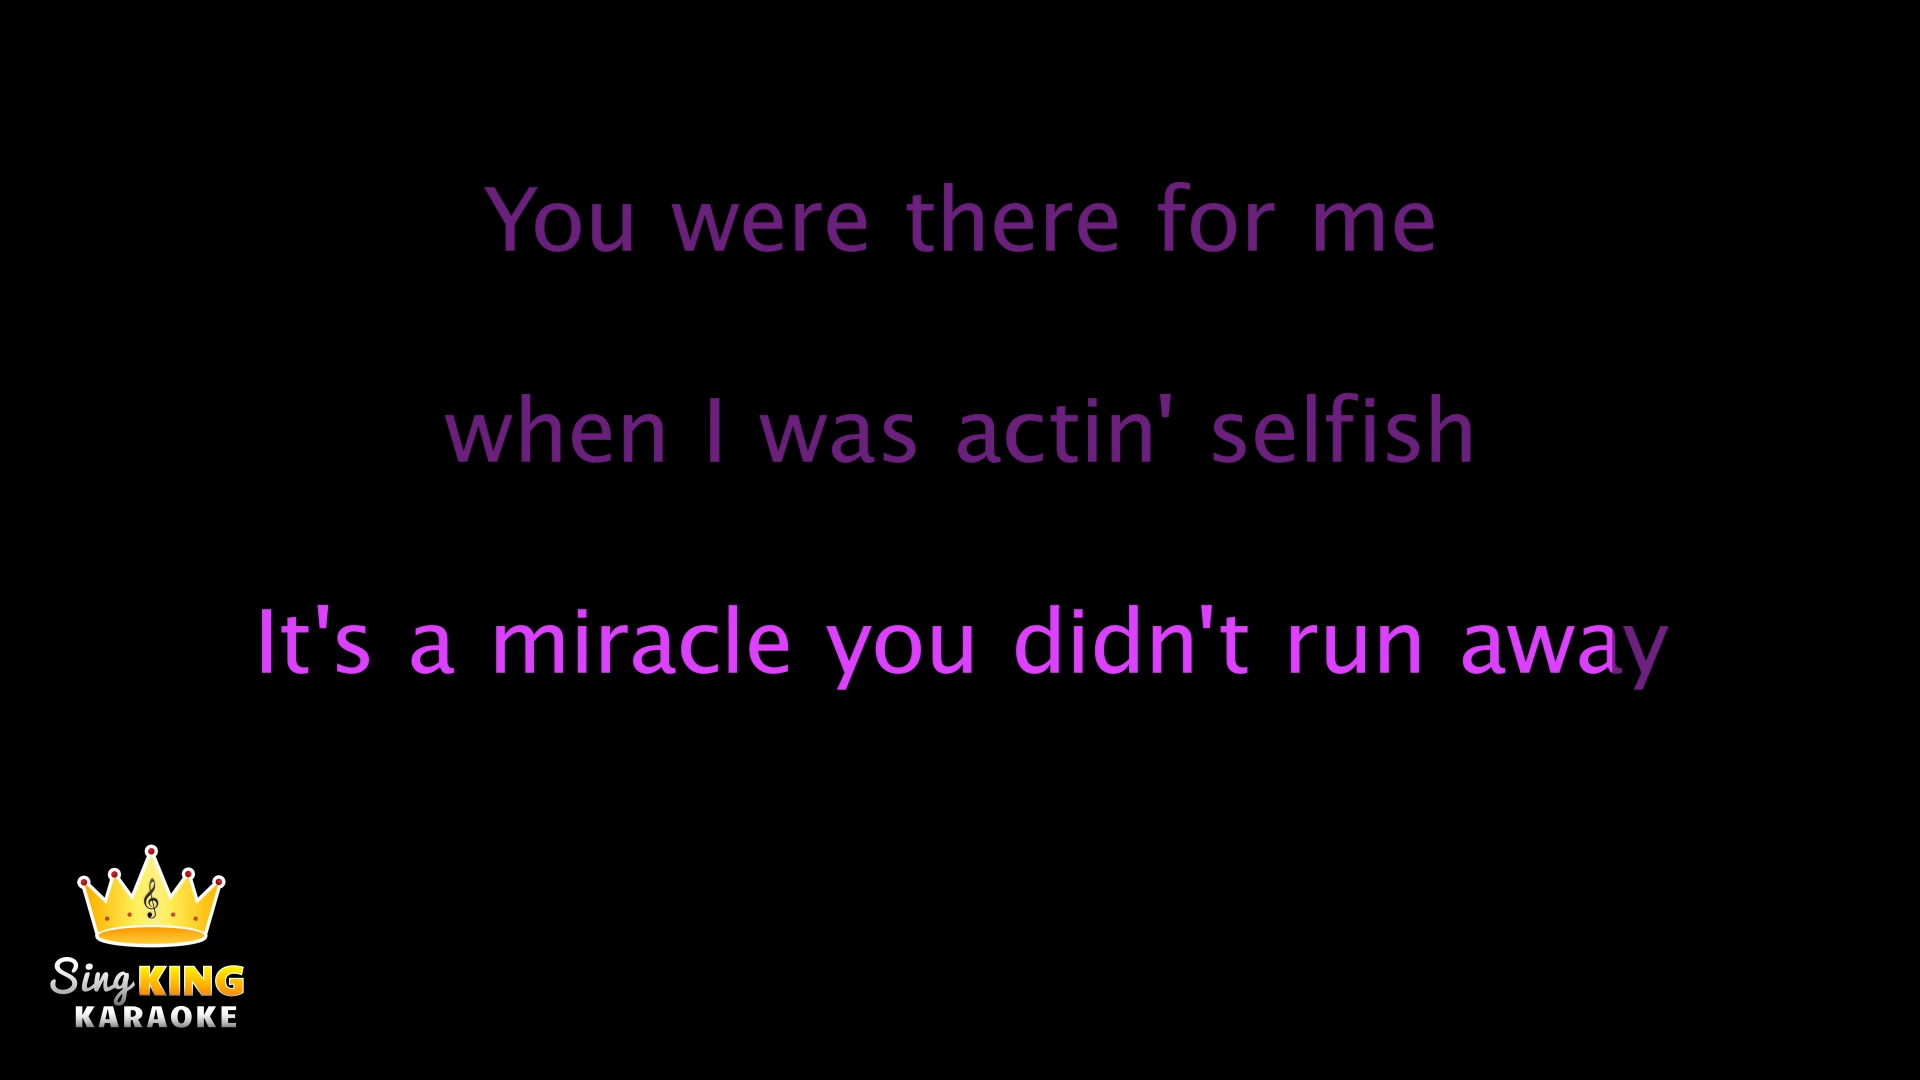 You were there for me
when I was actin' selfish
It's a miracle you didn't run away
Sing KING
KARAOKE